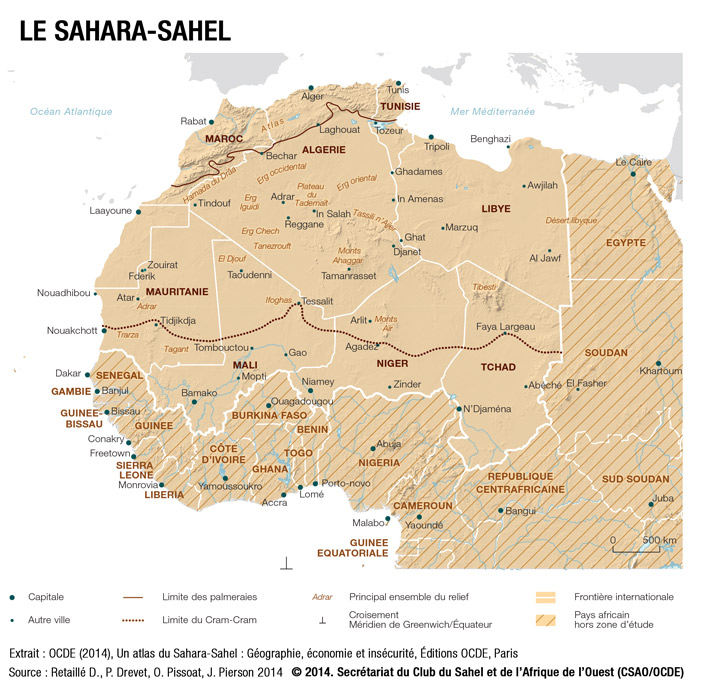 LE SAHARA-SAHEL
Océan Atlantique
Mer Méditerranée
Alger
Tunis
TUNISIE
Rabat
Atlas
MAROC
Laghouat
Tozeur
Tripoli
Benghazi
Bechar
ALGERIE
Le Caire
Hamada du Drâa
Erg occidental
Ghadames
Plateau du Tademaït
Erg oriental
Awjilah
Tindouf
Adrar
In Amenas
Laayoune
Erg Iguidi
In Salah
LIBYE
Reggane
Tassili n'Ajjer
Désert libyque
Marzuq
Erg Chech
Ghat
EGYPTE
Tanezrouft
Djanet
Monts Ahaggar
Al Jawf
El Djouf
Zouirat
Fderik
Taoudenni
Tamanrasset
Tibesti
Nouadhibou
MAURITANIE
Atar
Adrar
Ifoghas
Tessalit
Nouakchott
Tidjikdja
Arlit
Monts Aïr
Faya Largeau
Trarza
Tagant
Tombouctou
Agadez
Gao
SOUDAN
MALI
NIGER
TCHAD
Khartoum
Dakar
SENEGAL
Mopti
Niamey
Zinder
Abéché
El Fasher
GAMBIE
Banjul
Bamako
Ouagadougou
N'Djaména
GUINEE-BISSAU
Bissau
BURKINA FASO
GUINEE
BENIN
Conakry
Abuja
Freetown
CÔTE D'IVOIRE
TOGO
NIGERIA
SIERRA LEONE
GHANA
REPUBLIQUE CENTRAFRICAINE
SUD SOUDAN
Monrovia
LIBERIA
Yamoussoukro
Porto-novo
Accra
Lomé
CAMEROUN
Juba
Malabo
Yaoundé
Bangui
GUINEE EQUATORIALE
0 500 km
Capitale
Limite des palmeraies
Adrar Principal ensemble du relief
Frontière internationale
Autre ville
Limite du Cram-Cram
Croisement
Méridien de Greenwich/Équateur
Pays africain
hors zone d'étude
Extrait : OCDE (2014), Un atlas du Sahara-Sahel : Géographie, économie et insécurité, Éditions OCDE, Paris
Source : Retaillé D., P. Drevet, O. Pissoat, J. Pierson 2014 © 2014. Secrétariat du Club du Sahel et de l'Afrique de l'Ouest (CSAO/OCDE)